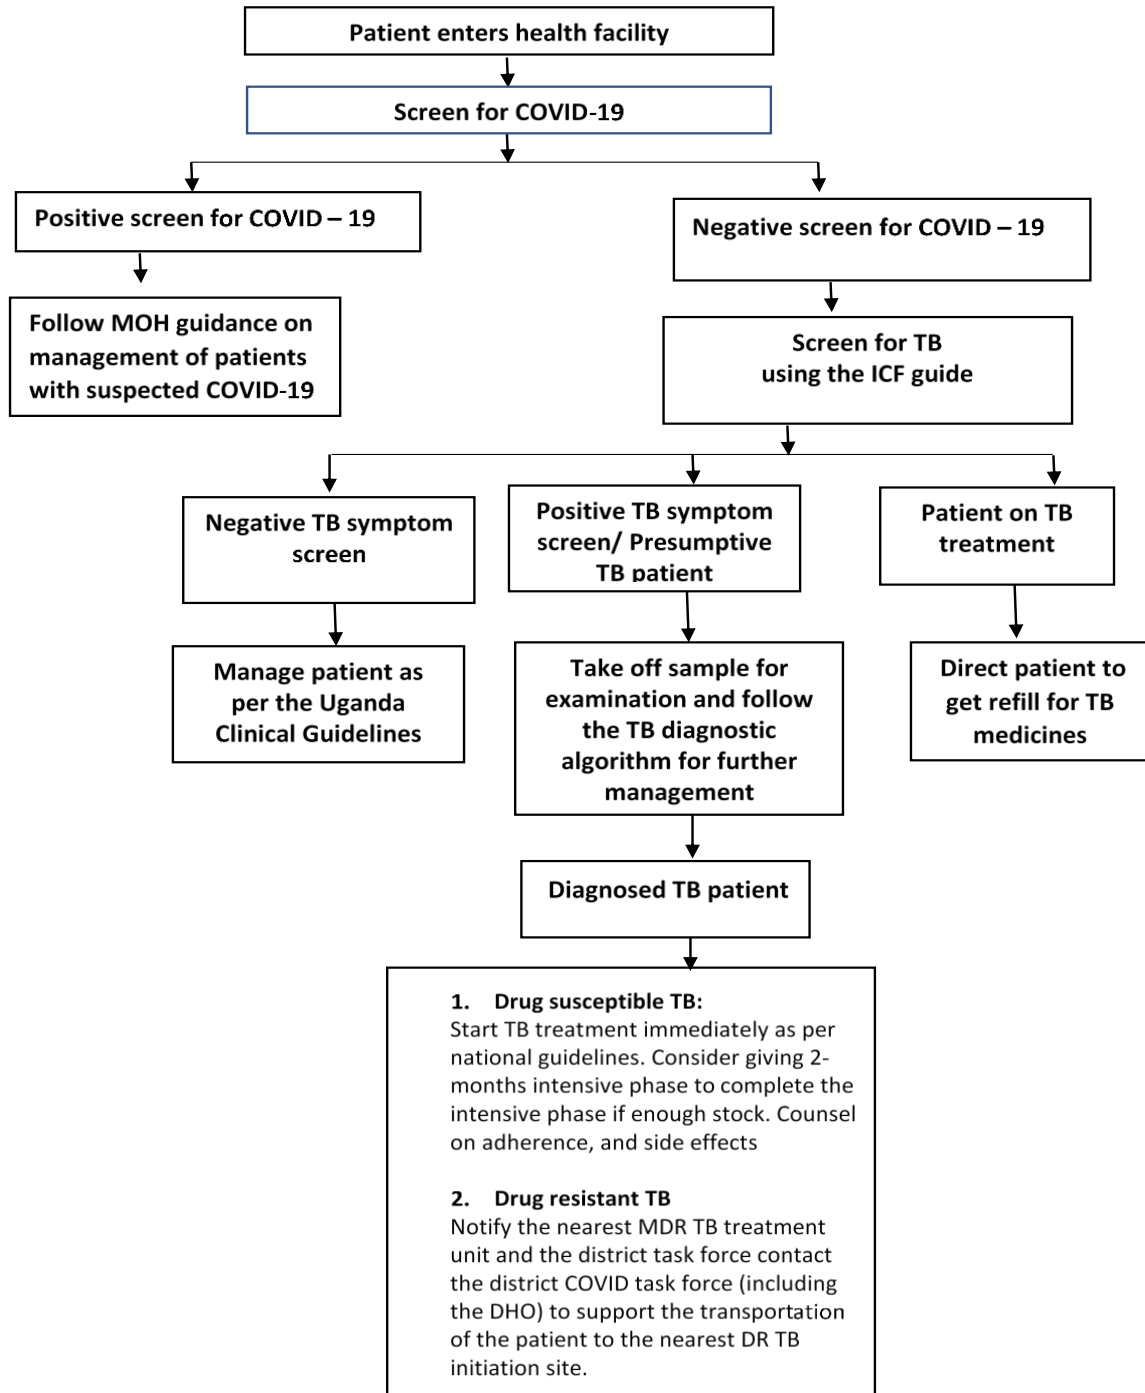 Patient enters health facility
Screen for COVID-19
Positive screen for COVID – 19
Negative screen for COVID – 19
Follow MOH guidance on
management of patients
with suspected COVID-19
Screen for TB
using the ICF guide
Negative TB symptom
screen
Positive TB symptom
screen/ Presumptive
TB patient
Patient on TB
treatment
Manage patient as
per the Uganda
Clinical Guidelines
Take off sample for
examination and follow
the TB diagnostic
algorithm for further
management
Direct patient to
get refill for TB
medicines
Diagnosed TB patient
1. Drug susceptible TB:
Start TB treatment immediately as per
national guidelines. Consider giving 2-
months intensive phase to complete the
intensive phase if enough stock. Counsel
on adherence, and side effects
2. Drug resistant TB
Notify the nearest MDR TB treatment
unit and the district task force contact
the district COVID task force (including
the DHO) to support the transportation
of the patient to the nearest DR TB
initiation site.